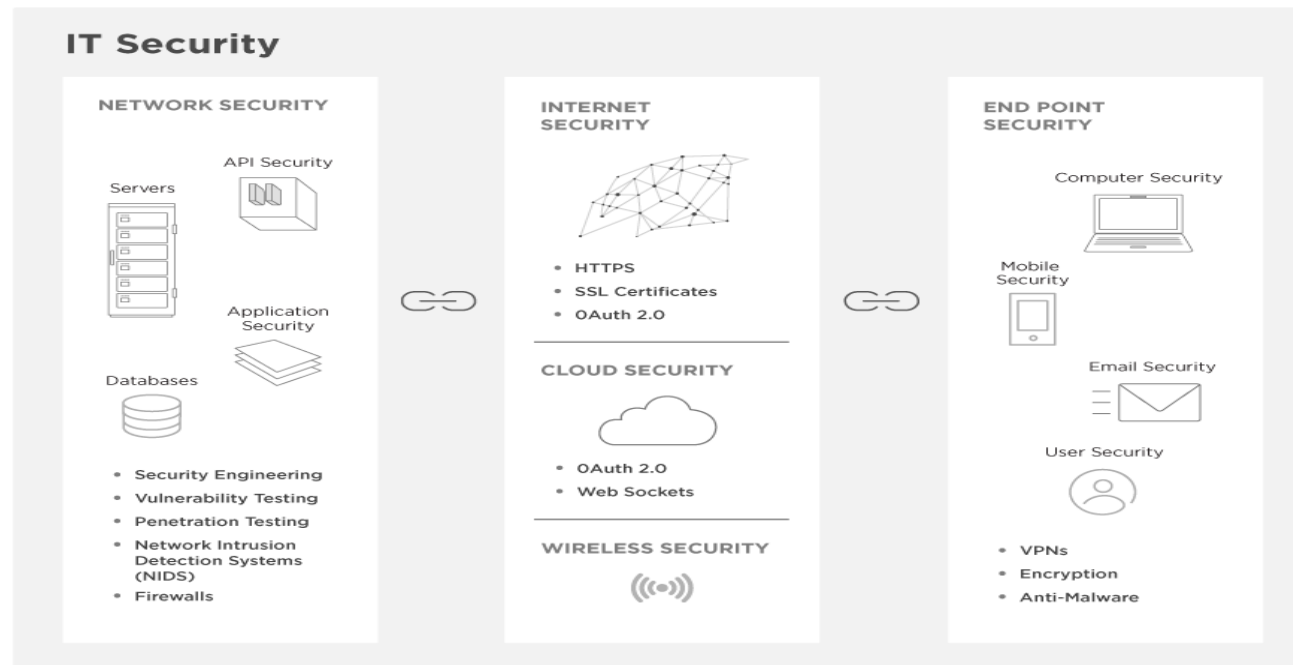 IT Security
NETWORK SECURITY
API Security
Servers
Application
Security
Databases
• Security Engineering
• Vulnerability Testing
• Penetration Testing
• Network Intrusion
Detection Systems
(NIDS)
• Firewalls
INTERNET
SECURITY
• HTTPS
• SSL Certificates
• 0Auth 2.0
CLOUD SECURITY
• 0Auth 2.0
• Web Sockets
WIRELESS SECURITY
END POINT
SECURITY
Computer Security
Mobile
Security
Email Security
User Security
• VPNs
• Encryption
• Anti-Malware